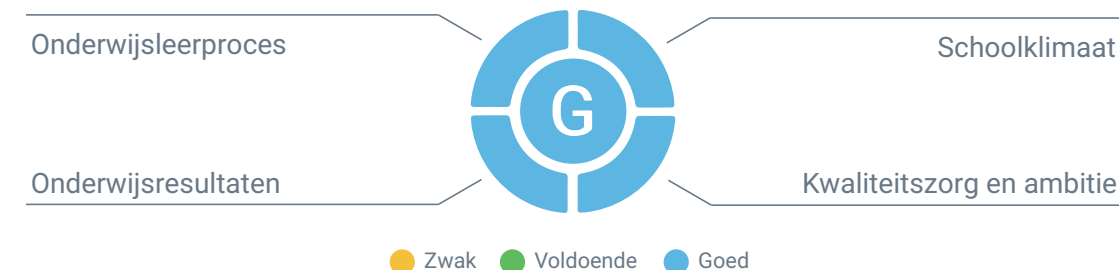 Onderwijsleerproces
Schoolklimaat
G
Onderwijsresultaten
Kwaliteitszorg en ambitie
Zwak Voldoende Goed